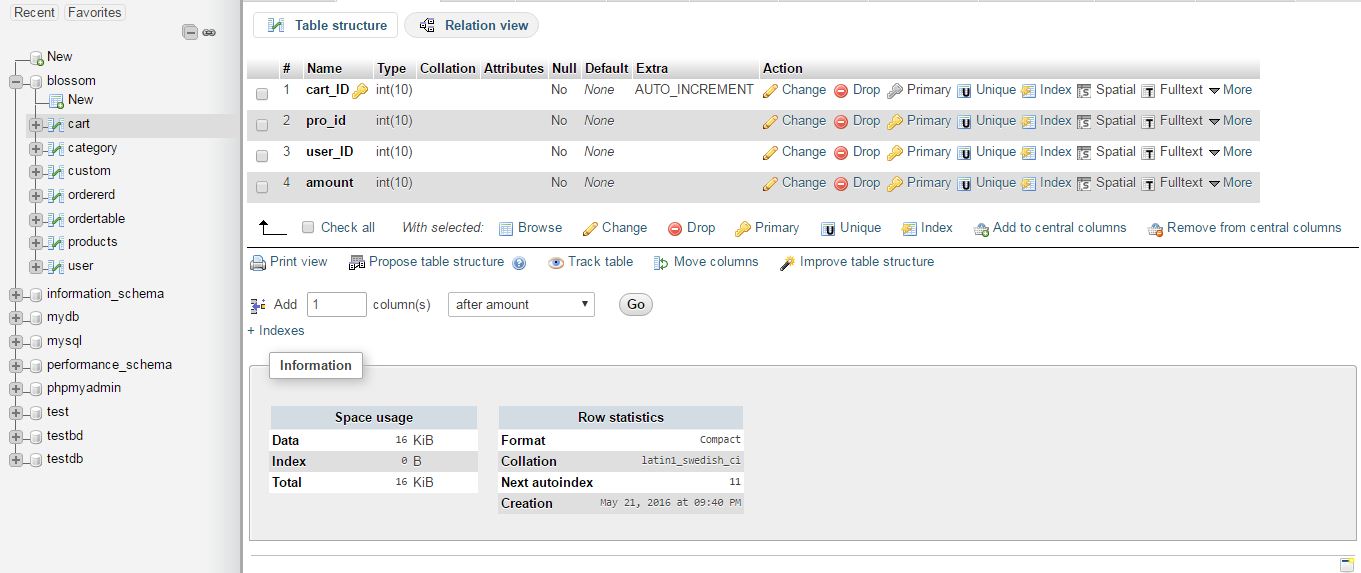 Recent Favorites
New
blossom
New
cart
category
custom
ordererd
ordertable
products
user
information_schema
mydb
mysql
performance_schema
phpmyadmin
test
testbd
testdb
Table structure Relation view
# Name Type Collation Attributes Null Default Extra Action
1 cart_ID int(10) No None AUTO_INCREMENT Change Drop Primary Unique Index Spatial Fulltext More
2 pro_id int(10) No None Change Drop Primary Unique Index Spatial Fulltext More
3 user_ID int(10) No None Change Drop Primary Unique Index Spatial Fulltext More
4 amount int(10) No None Change Drop Primary Unique Index Spatial Fulltext More
Check all With selected: Browse Change Drop Primary Unique Index Add to central columns Remove from central columns
Print view Propose table structure Track table Move columns Improve table structure
Add 1 column(s) after amount Go
+ Indexes
Information
Space usage
Data 16 KiB
Index 0 B
Total 16 KiB
Row statistics
Format Compact
Collation latin1_swedish_ci
Next autoindex 11
Creation May 21, 2016 at 09:40 PM